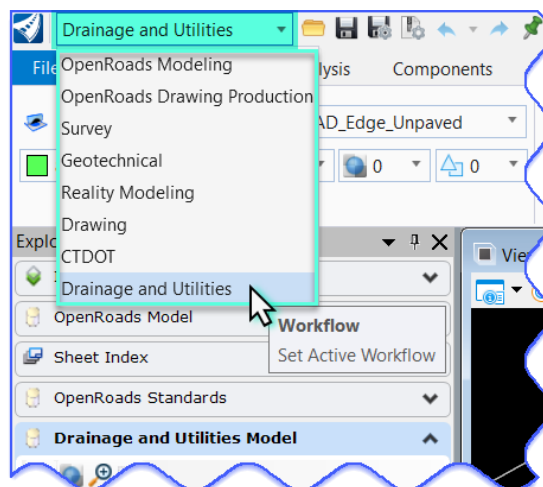 Drainage and Utilities
File
OpenRoads Modeling
lysis
Components
OpenRoads Drawing Production
AD_Edge_Unpaved
Survey
Geotechnical
0
0
Reality Modeling
Drawing
Explo
CTDOT
Drainage and Utilities
Vie
OpenRoads Model
Workflow
Set Active Workflow
Sheet Index
OpenRoads Standards
Drainage and Utilities Model